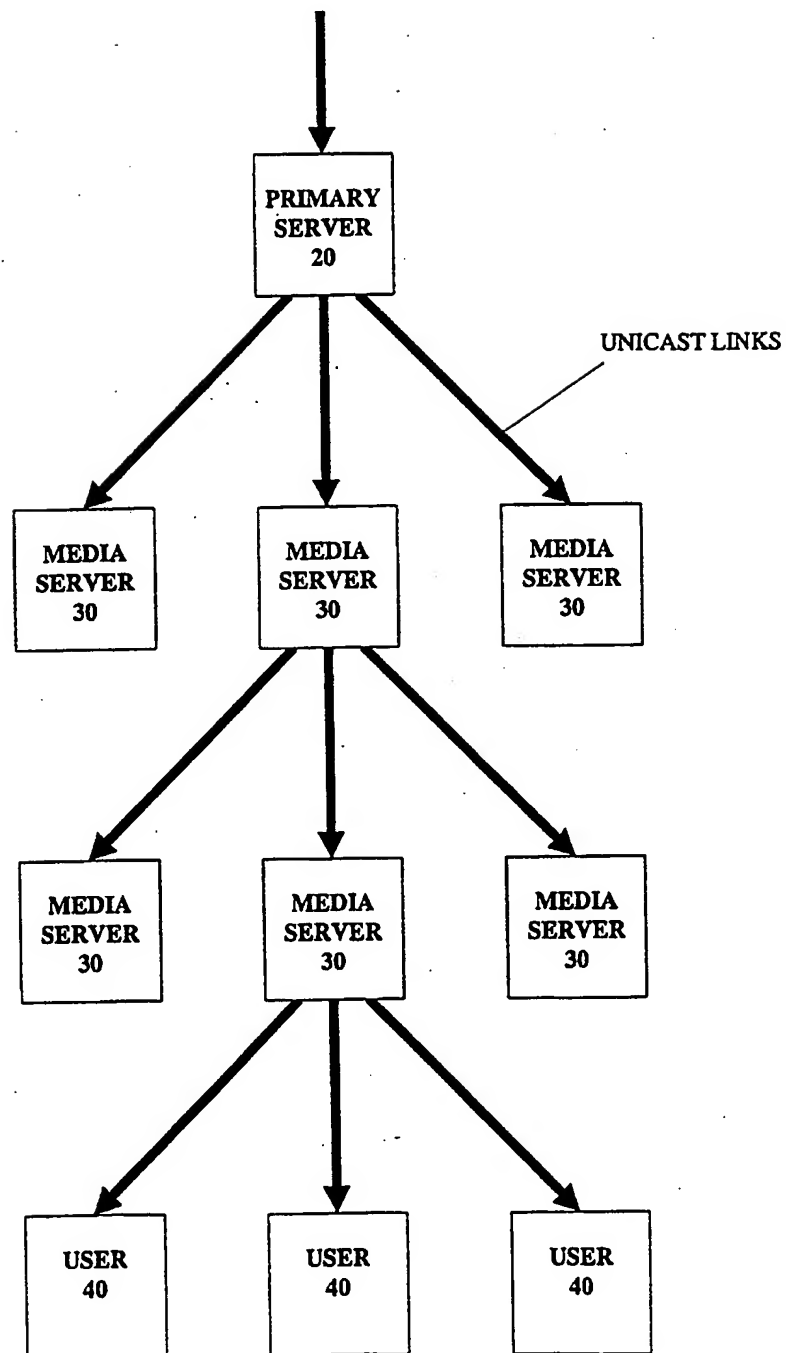 PRIMARY
SERVER
20
UNICAST LINKS
MEDIA
SERVER
30
MEDIA
SERVER
30
MEDIA
SERVER
30
MEDIA
SERVER
30
MEDIA
SERVER
30
MEDIA
SERVER
30
USER
40
USER
40
USER
40